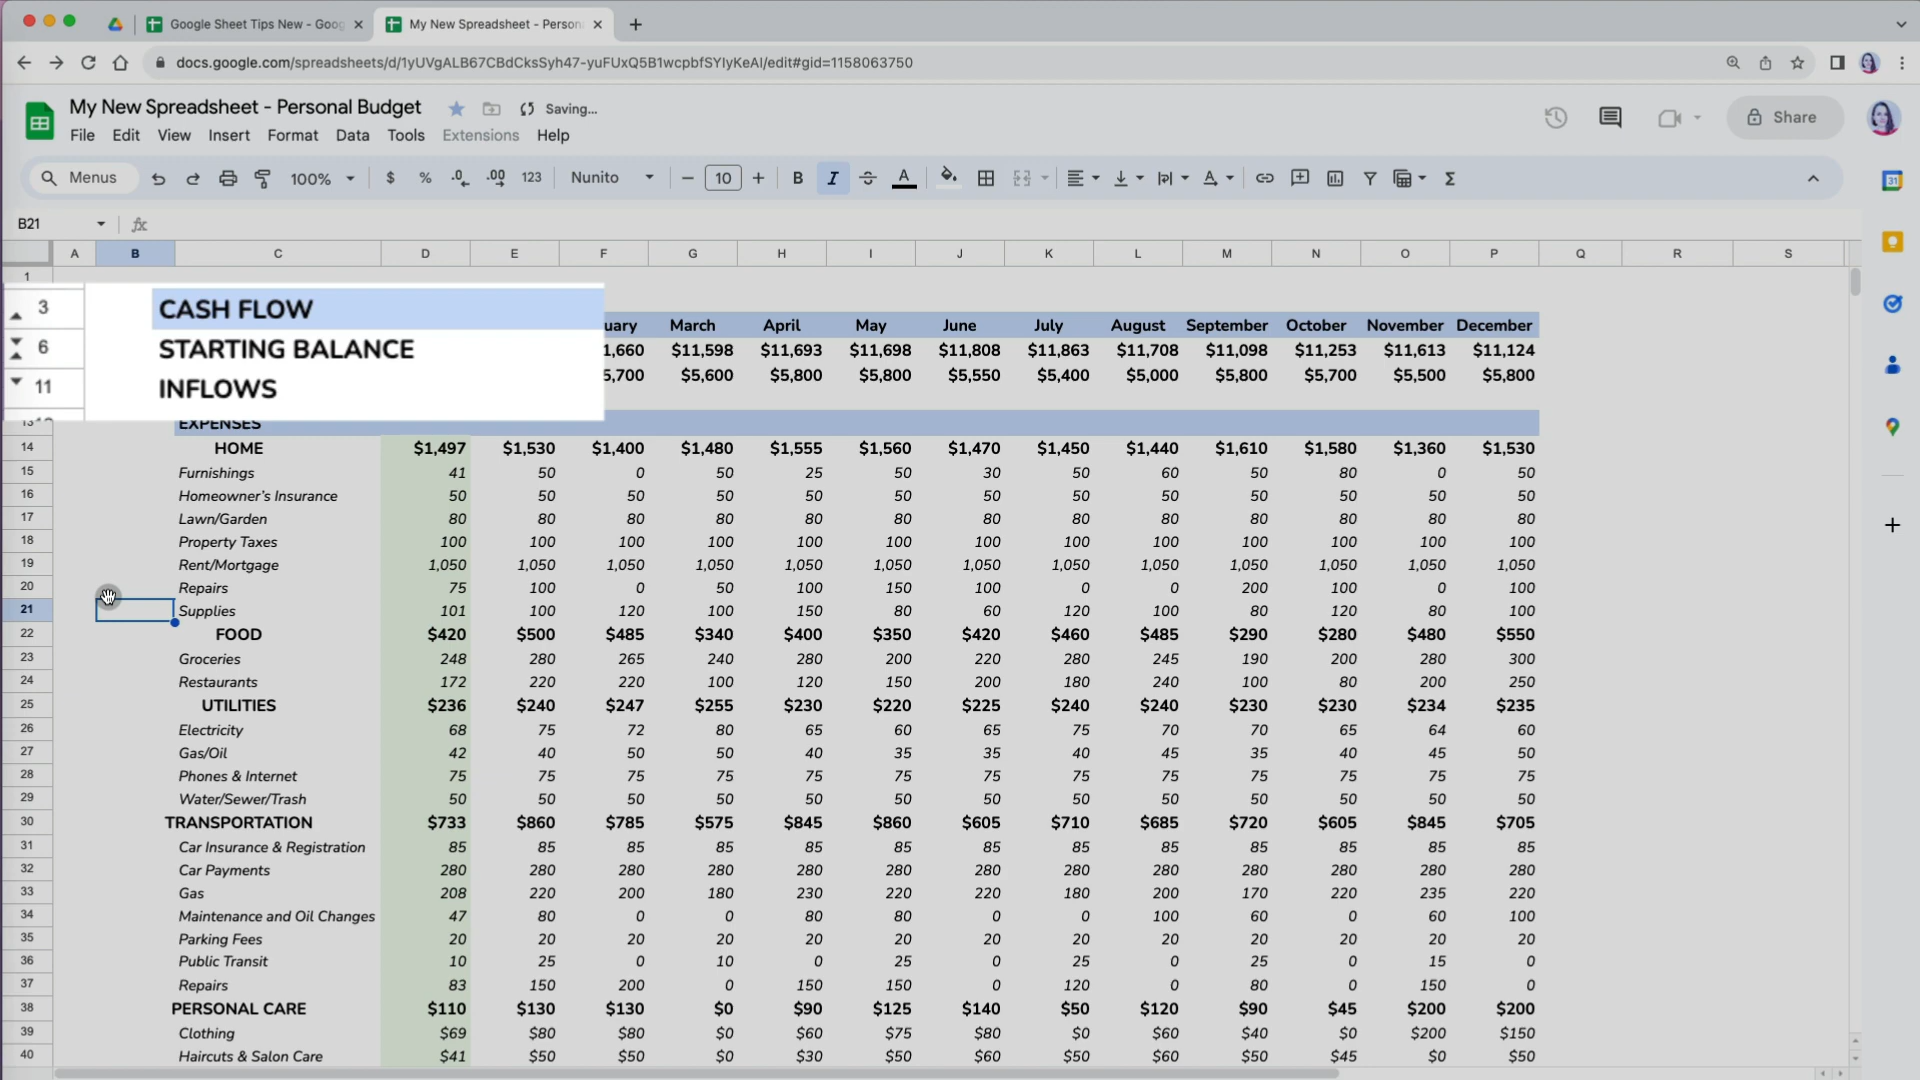 Google Sheet Tips New - Goog
My New Spreadsheet - Person
docs.google.com/spreadsheets/d/1yUVgALB67CBdCksSyh47-yuFUxQ5B1wcpbfSYIyKeAI/edit#gid=1158063750
My New Spreadsheet - Personal Budget Saving...
File Edit View Insert Format Data Tools Extensions Help
Share
Menus 100% $ % .0 .00 123 Nunito 10 B I A
31
B21 fx
A B C D E F G H I J K L M N O P Q R S
1
3 CASH FLOW uary March April May June July August September October November December
6 STARTING BALANCE 1,660 $11,598 $11,693 $11,698 $11,808 $11,863 $11,708 $11,098 $11,253 $11,613 $11,124
11 INFLOWS 5,700 $5,600 $5,800 $5,800 $5,550 $5,400 $5,000 $5,800 $5,700 $5,500 $5,800
13 EXPENSES
14 HOME $1,497 $1,530 $1,400 $1,480 $1,555 $1,560 $1,470 $1,450 $1,440 $1,610 $1,580 $1,360 $1,530
15 Furnishings 41 50 0 50 25 50 30 50 60 50 80 0 50
16 Homeowner's Insurance 50 50 50 50 50 50 50 50 50 50 50 50 50
17 Lawn/Garden 80 80 80 80 80 80 80 80 80 80 80 80 80
18 Property Taxes 100 100 100 100 100 100 100 100 100 100 100 100 100
19 Rent/Mortgage 1,050 1,050 1,050 1,050 1,050 1,050 1,050 1,050 1,050 1,050 1,050 1,050 1,050
20 Repairs 75 100 0 50 100 150 100 0 0 200 100 0 100
21 Supplies 101 100 120 100 150 80 60 120 100 80 120 80 100
22 FOOD $420 $500 $485 $340 $400 $350 $420 $460 $485 $290 $280 $480 $550
23 Groceries 248 280 265 240 280 200 220 280 245 190 200 280 300
24 Restaurants 172 220 220 100 120 150 200 180 240 100 80 200 250
25 UTILITIES $236 $240 $247 $255 $230 $220 $225 $240 $240 $230 $230 $234 $235
26 Electricity 68 75 72 80 65 60 65 75 70 70 65 64 60
27 Gas/Oil 42 40 50 50 40 35 35 40 45 35 40 45 50
28 Phones & Internet 75 75 75 75 75 75 75 75 75 75 75 75 75
29 Water/Sewer/Trash 50 50 50 50 50 50 50 50 50 50 50 50 50
30 TRANSPORTATION $733 $860 $785 $575 $845 $860 $605 $710 $685 $720 $605 $845 $705
31 Car Insurance & Registration 85 85 85 85 85 85 85 85 85 85 85 85 85
32 Car Payments 280 280 280 280 280 280 280 280 280 280 280 280 280
33 Gas 208 220 200 180 230 220 220 180 200 170 220 235 220
34 Maintenance and Oil Changes 47 80 0 0 80 80 0 0 100 60 0 60 100
35 Parking Fees 20 20 20 20 20 20 20 20 20 20 20 20 20
36 Public Transit 10 25 0 10 0 25 0 25 0 25 0 15 0
37 Repairs 83 150 200 0 150 150 0 120 0 80 0 150 0
38 PERSONAL CARE $110 $130 $130 $0 $90 $125 $140 $50 $120 $90 $45 $200 $200
39 Clothing $69 $80 $80 $0 $60 $75 $80 $0 $60 $40 $0 $200 $150
40 Haircuts & Salon Care $41 $50 $50 $0 $30 $50 $60 $50 $60 $50 $45 $0 $50